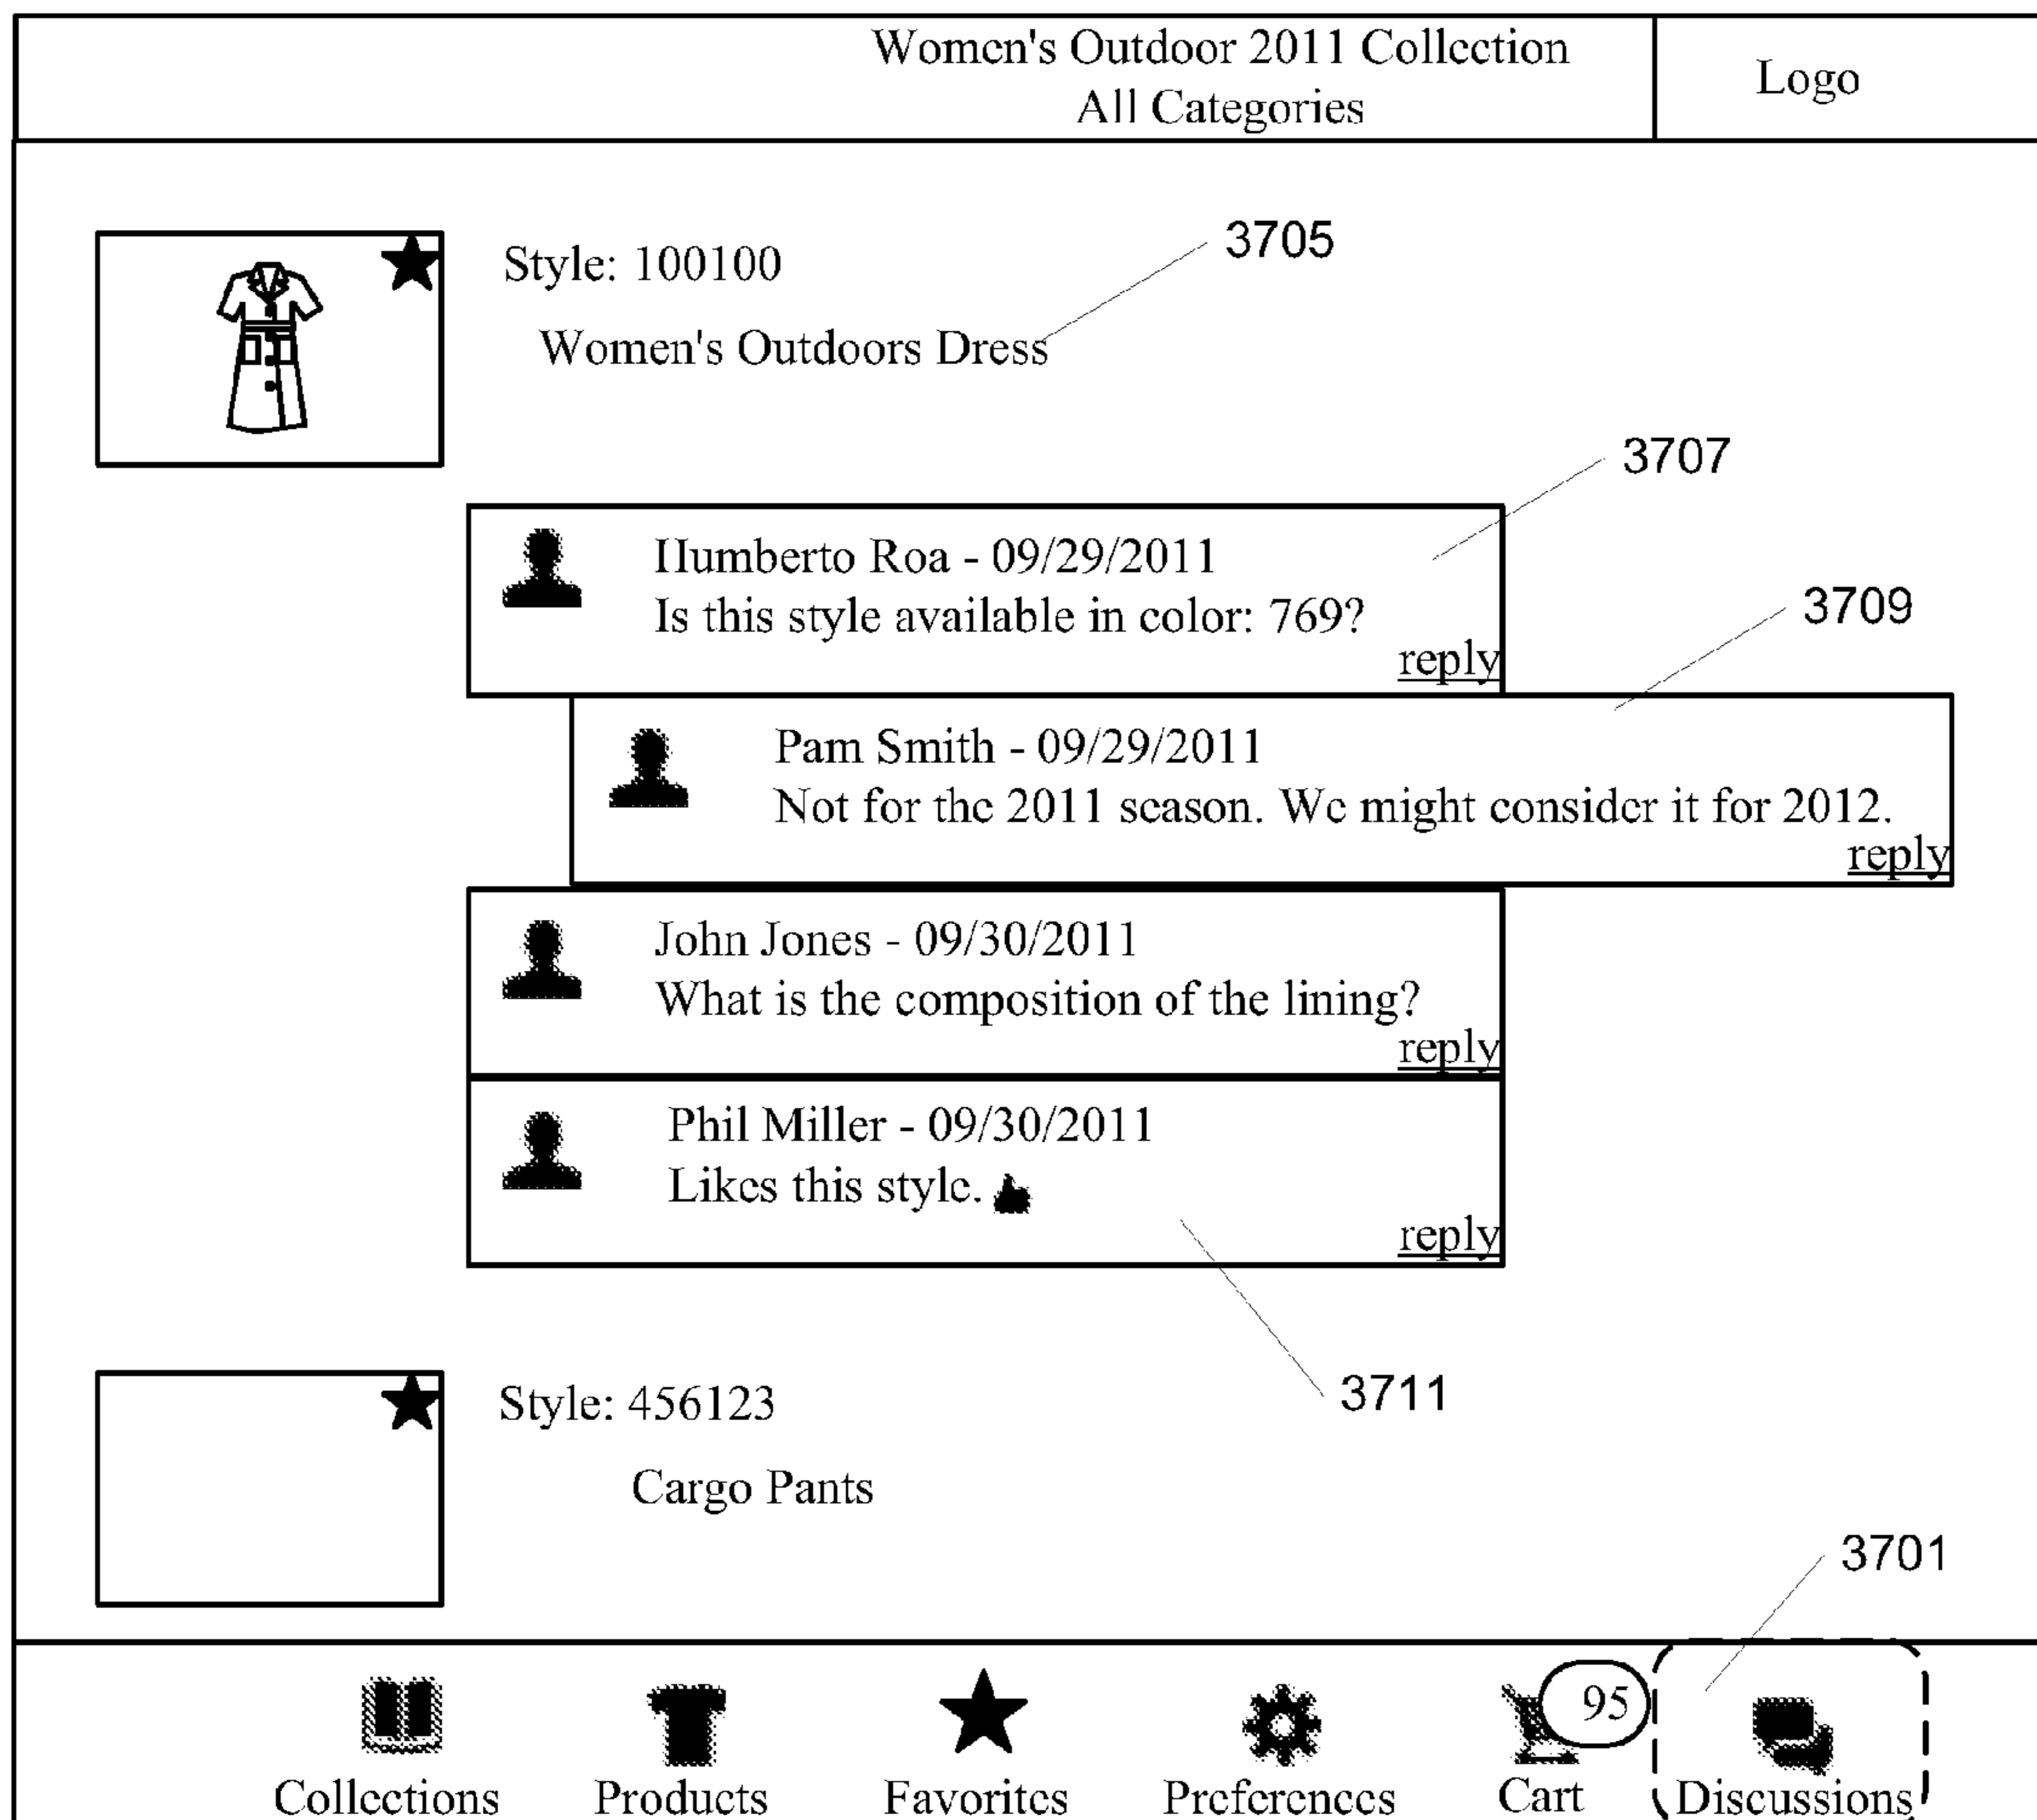 Women's Outdoor 2011 Collection
All Categories
Logo
Style: 100100
3705
Women's Outdoors Dress
3707
Humberto Roa - 09/29/2011
Is this style available in color: 769?
reply
3709
Pam Smith - 09/29/2011
Not for the 2011 season. We might consider it for 2012.
reply
John Jones - 09/30/2011
What is the composition of the lining?
reply
Phil Miller - 09/30/2011
Likes this style.
reply
3711
Style: 456123
Cargo Pants
3701
95
Collections
Products
Favorites
Preferences
Cart
Discussions